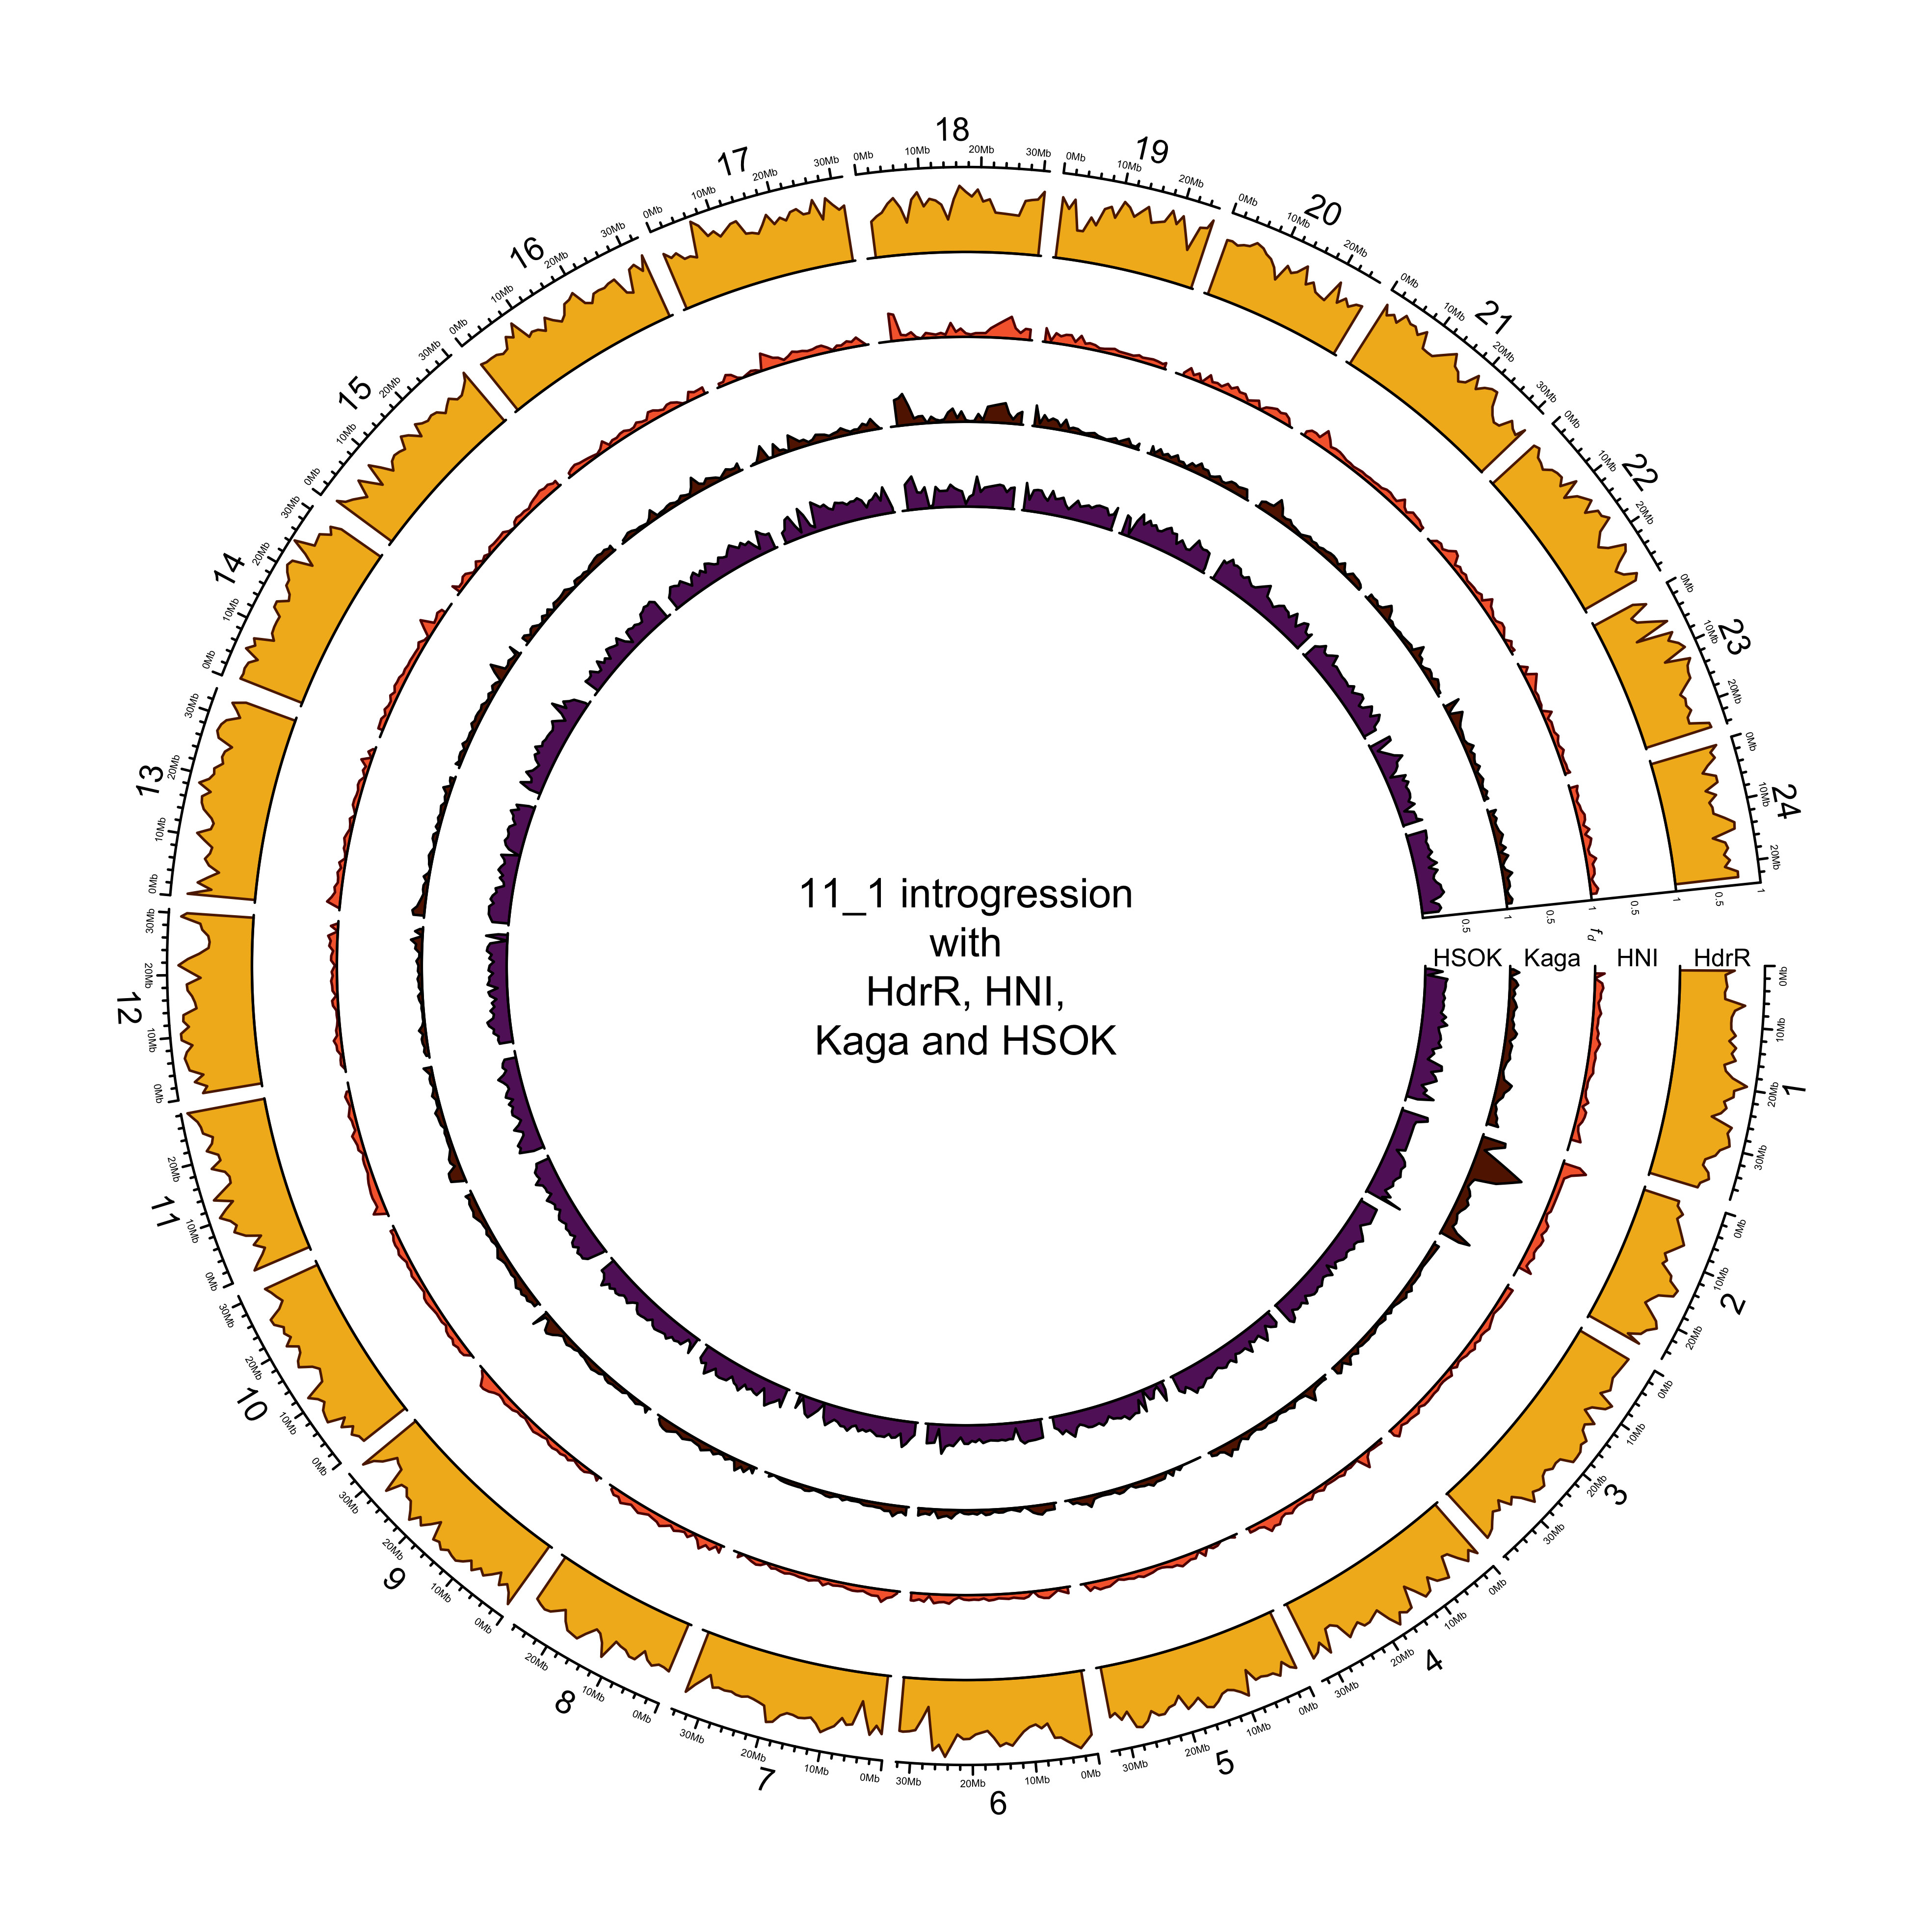 11_1 introgression
with
HdrR, HNI,
Kaga and HSOK
HSOK Kaga HNI HdrR
f_d
0.5 1 0.5 1 0.5 1 0.5 1
1
0Mb 10Mb 20Mb 30Mb
2
0Mb 10Mb 20Mb
3
0Mb 10Mb 20Mb 30Mb
4
0Mb 10Mb 20Mb 30Mb
5
0Mb 10Mb 20Mb 30Mb
6
0Mb 10Mb 20Mb 30Mb
7
0Mb 10Mb 20Mb 30Mb
8
0Mb 10Mb 20Mb
9
0Mb 10Mb 20Mb 30Mb
10
0Mb 10Mb 20Mb 30Mb
11
0Mb 10Mb 20Mb
12
0Mb 10Mb 20Mb 30Mb
13
0Mb 10Mb 20Mb 30Mb
14
0Mb 10Mb 20Mb 30Mb
15
0Mb 10Mb 20Mb 30Mb
16
0Mb 10Mb 20Mb 30Mb
17
0Mb 10Mb 20Mb 30Mb
18
0Mb 10Mb 20Mb 30Mb
19
0Mb 10Mb 20Mb
20
0Mb 10Mb 20Mb
21
0Mb 10Mb 20Mb 30Mb
22
0Mb 10Mb 20Mb
23
0Mb 10Mb 20Mb
24
0Mb 10Mb 20Mb